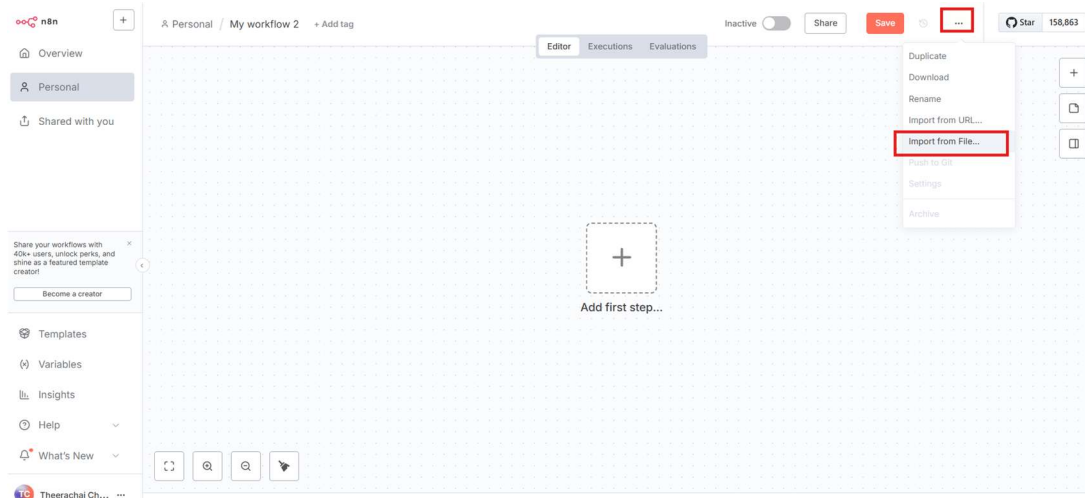 n8n
+
Overview
Personal
Shared with you
Share your workflows with
40k+ users, unlock perks, and
shine as a featured template
creator!
×
Become a creator
Templates
Variables
Insights
Help
What's New
TC
Theerachai Ch... ...
Personal / My workflow 2 + Add tag
Inactive
Share
Save
...
Star 158,863
Editor Executions Evaluations
Duplicate
Download
Rename
Import from URL...
Import from File...
Push to Git
Settings
Archive
Add first step...